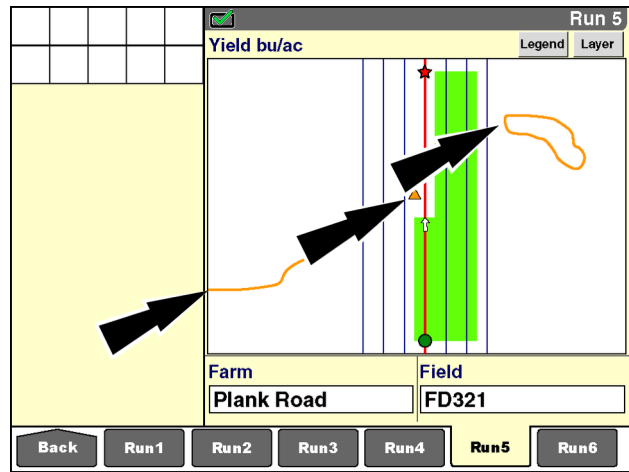 Run 5
Yield bu/ac
Legend
Layer
Farm
Field
Plank Road
FD321
Back
Run1
Run2
Run3
Run4
Run5
Run6